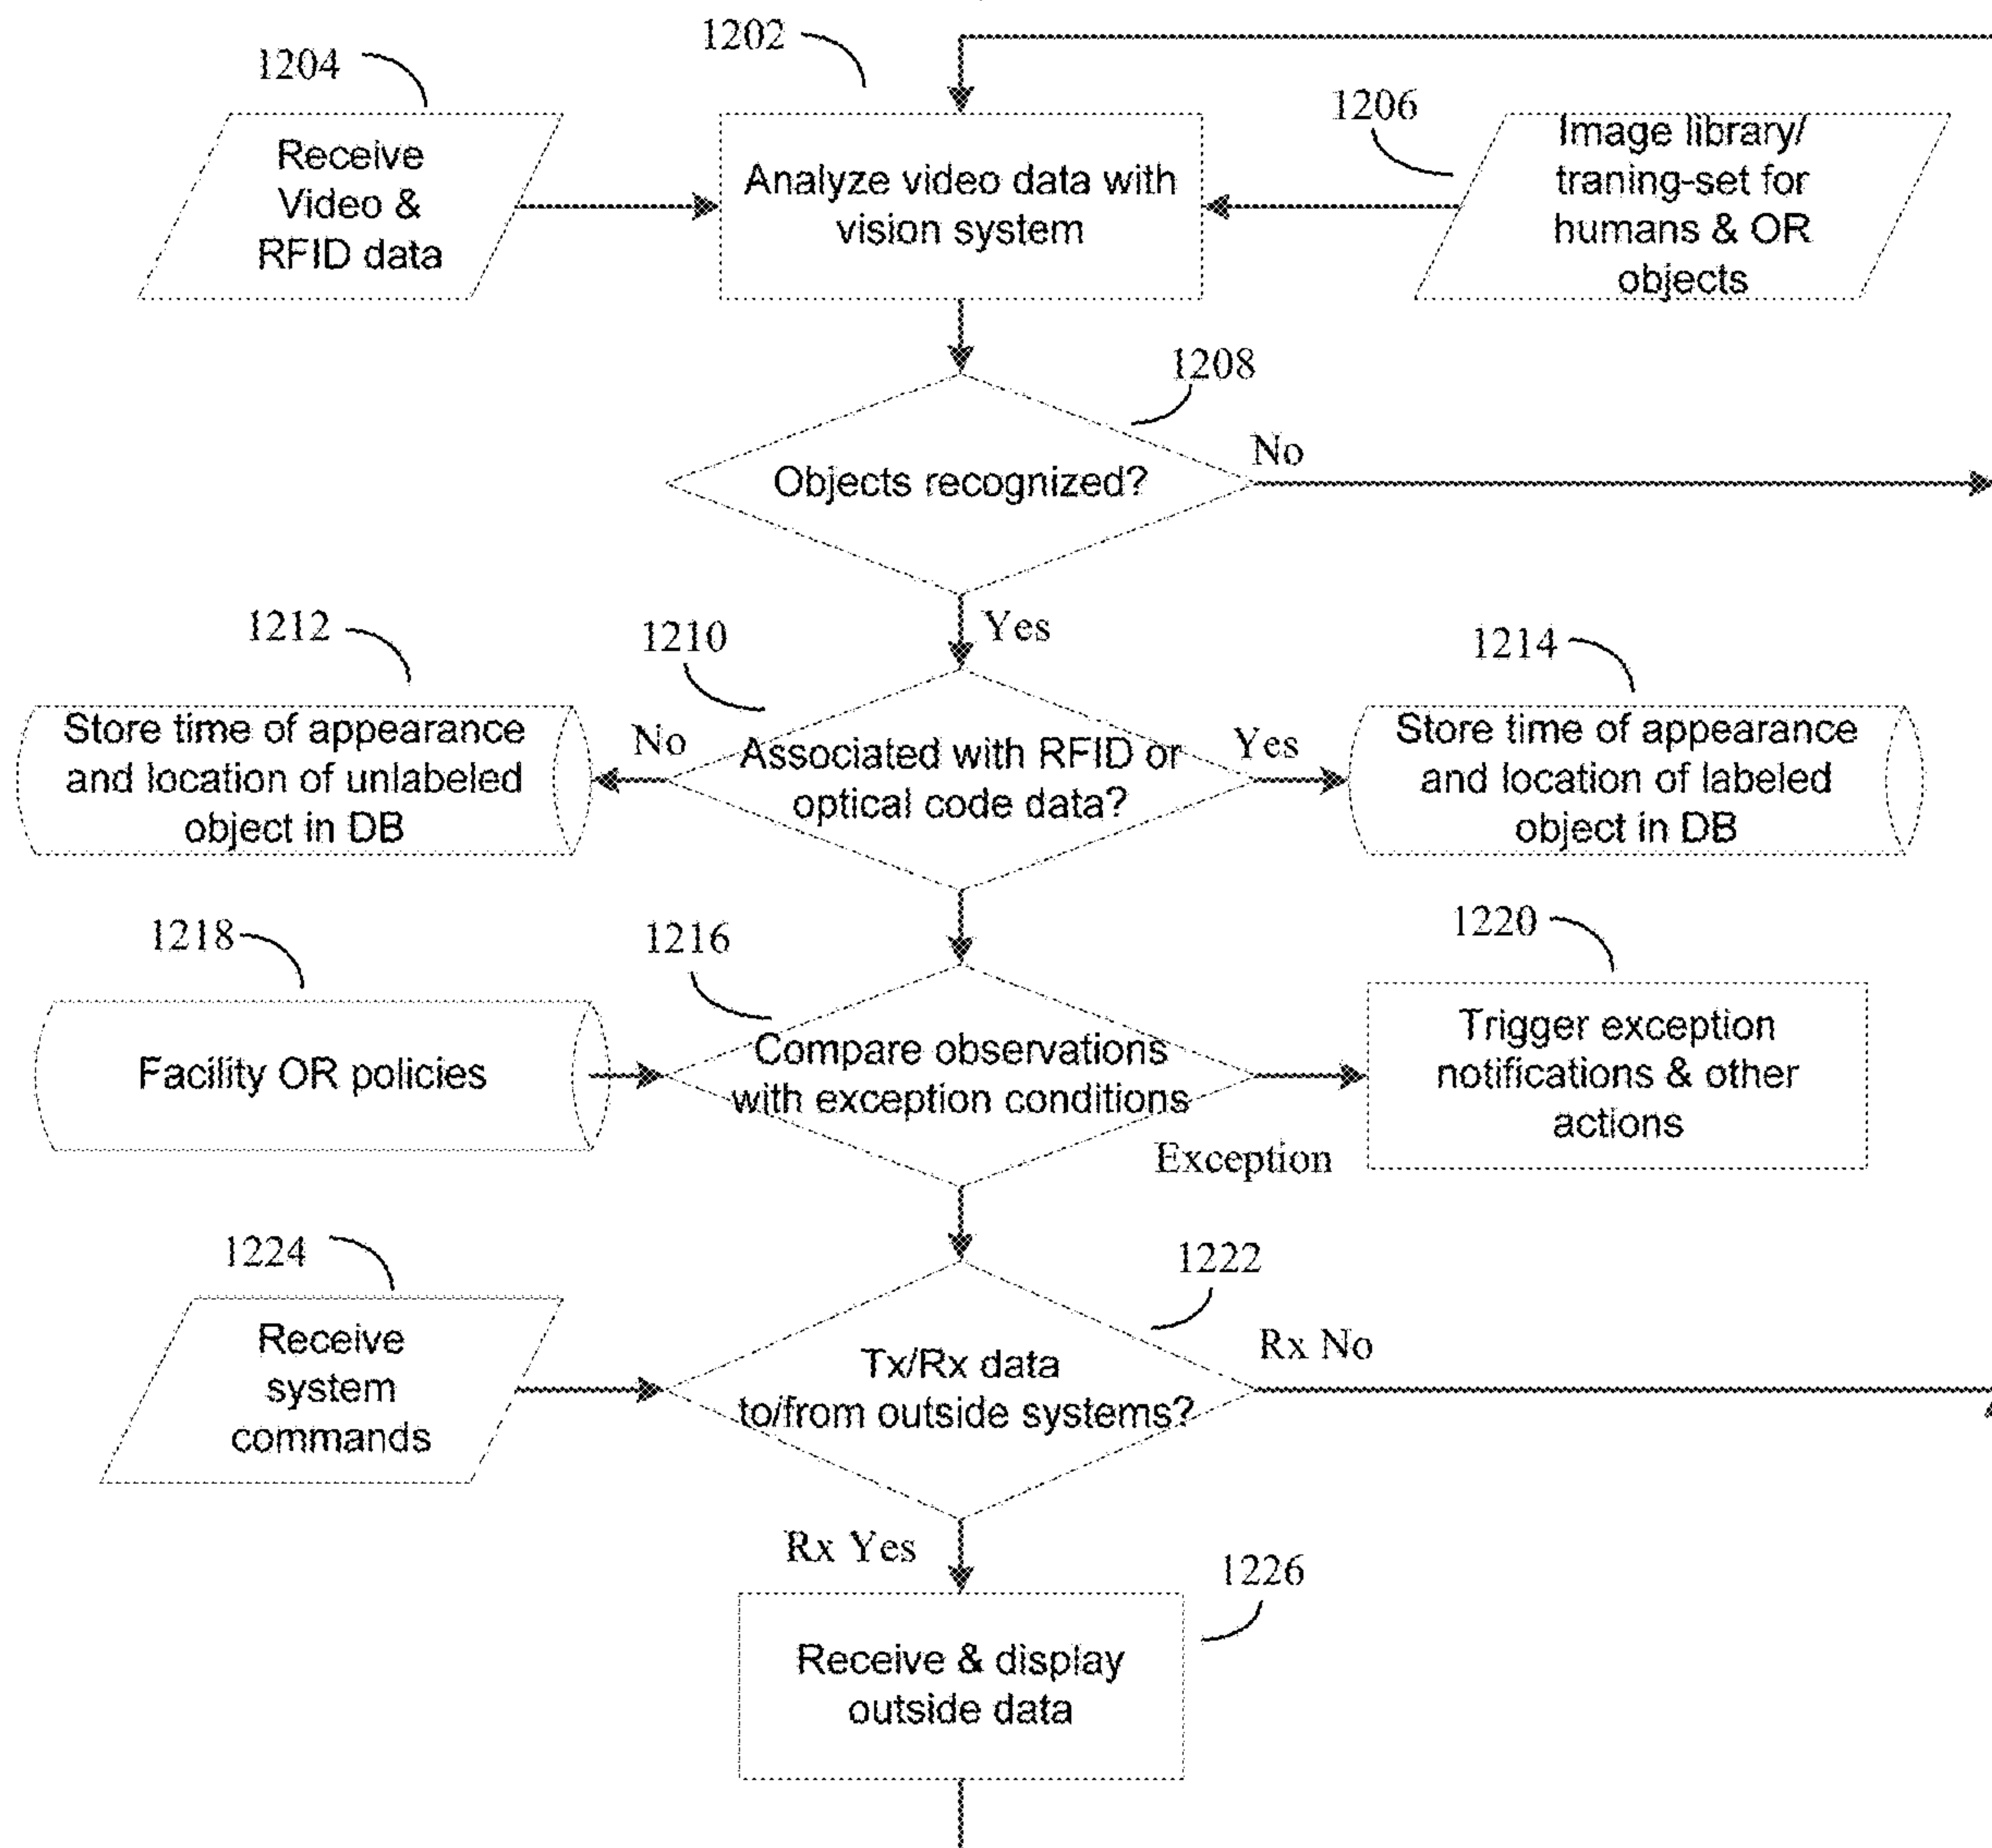 1202
1204
1206
Receive
Video &
RFID data
Analyze video data with
vision system
Image library/
traning-set for
humans & OR
objects
1208
Objects recognized?
No
Yes
1212
1210
1214
Store time of appearance
and location of unlabeled
object in DB
No
Associated with RFID or
optical code data?
Yes
Store time of appearance
and location of labeled
object in DB
1218
1216
1220
Facility OR policies
Compare observations
with exception conditions
Trigger exception
notifications & other
actions
Exception
1224
1222
Receive
system
commands
Tx/Rx data
to/from outside systems?
Rx No
Rx Yes
1226
Receive & display
outside data